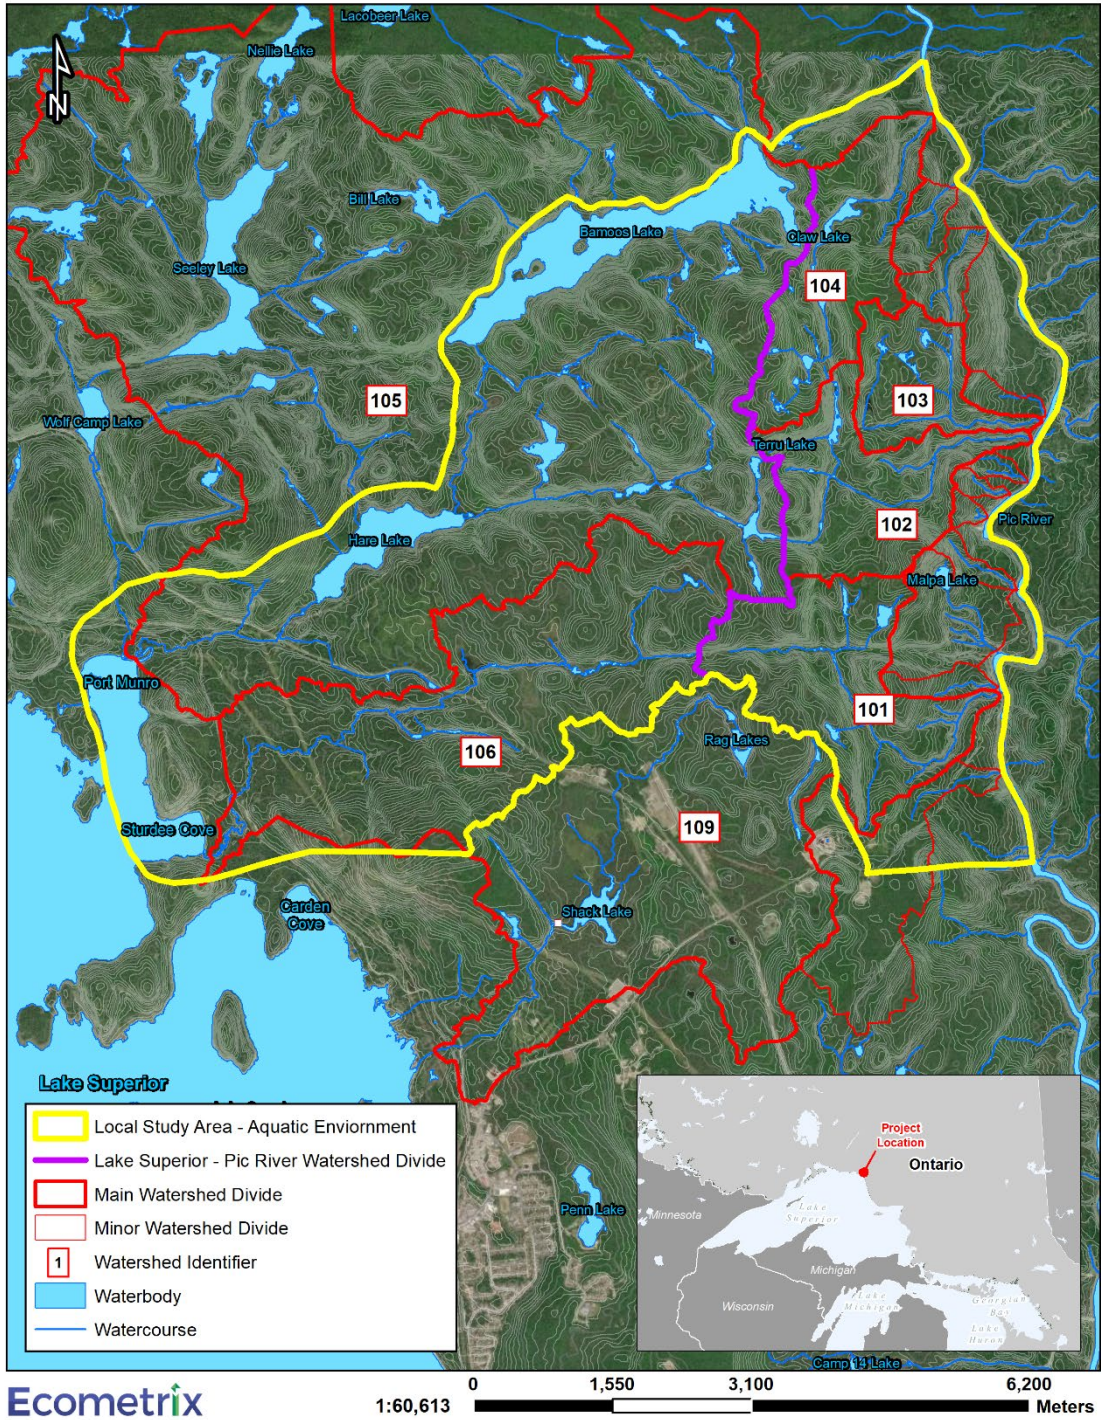 Lacobeer Lake
Nellie Lake
N
Bill Lake
Bamoos Lake
Claw Lake
Seeley Lake
104
105
103
Wolf Camp Lake
Terru Lake
102
Pic River
Hare Lake
Malpa Lake
Port Munro
101
106
Rag Lakes
109
Sturdee Cove
Carden
Cove
Shack Lake
Lake Superior
Local Study Area - Aquatic Enviornment
Lake Superior - Pic River Watershed Divide
Main Watershed Divide
Minor Watershed Divide
1
Watershed Identifier
Waterbody
Watercourse
Penn Lake
Project
Location
Ontario
Minnesota
Lake
Superior
Michigan
Wisconsin
Lake
Michigan
Georgian
Bay
Lake
Huron
Camp 14 Lake
Ecometrix
1:60,613
0
1,550
3,100
6,200
Meters